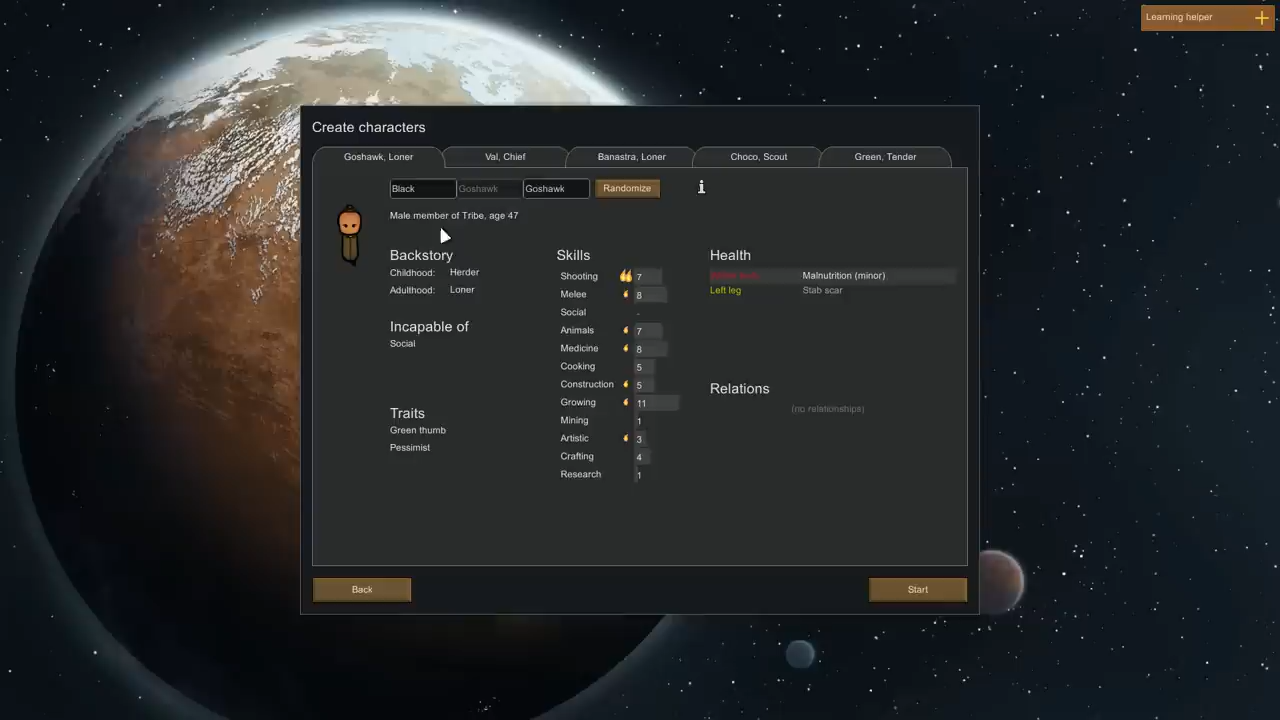 Learning helper
Create characters
Goshawk, Loner
Val, Chief
Banastra, Loner
Choco, Scout
Green, Tender
Black
Goshawk
Goshawk
Randomize
Male member of Tribe, age 47
Backstory
Childhood: Herder
Adulthood: Loner
Incapable of
Social
Traits
Green thumb
Pessimist
Skills
Shooting 7
Melee 8
Social -
Animals 7
Medicine 8
Cooking 5
Construction 5
Growing 11
Mining 1
Artistic 3
Crafting 4
Research 1
Health
Malnutrition (minor)
Left leg Stab scar
Relations
(no relationships)
Back
Start